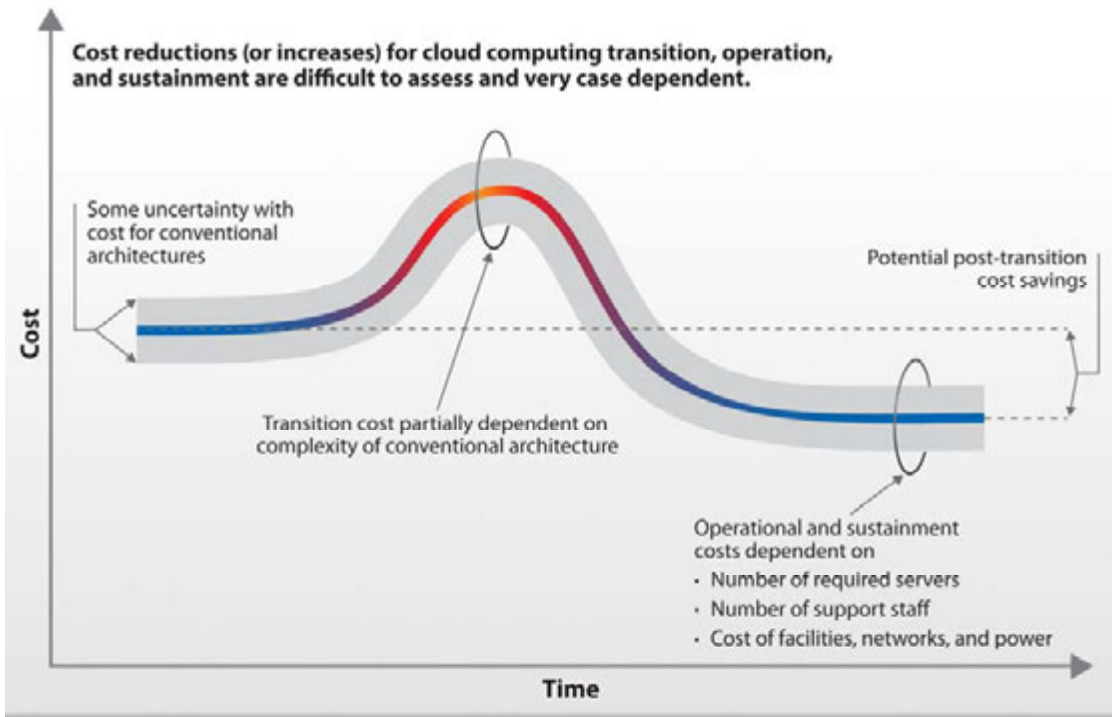 Cost reductions (or increases) for cloud computing transition, operation,
and sustainment are difficult to assess and very case dependent.
Some uncertainty with
cost for conventional
architectures
Potential post-transition
cost savings
Cost
Transition cost partially dependent on
complexity of conventional architecture
Operational and sustainment
costs dependent on
• Number of required servers
• Number of support staff
• Cost of facilities, networks, and power
Time